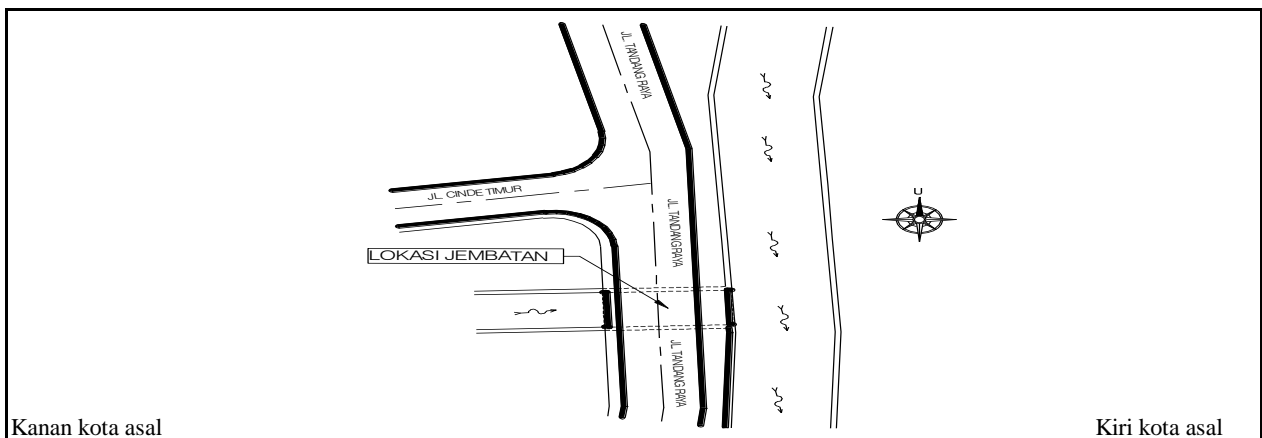 JL TANDANG RAYA
U
JL. CINDE TIMUR
JL TANDANG RAYA
LOKASI JEMBATAN
JL TANDANG RAYA
Kanan kota asal
Kiri kota asal